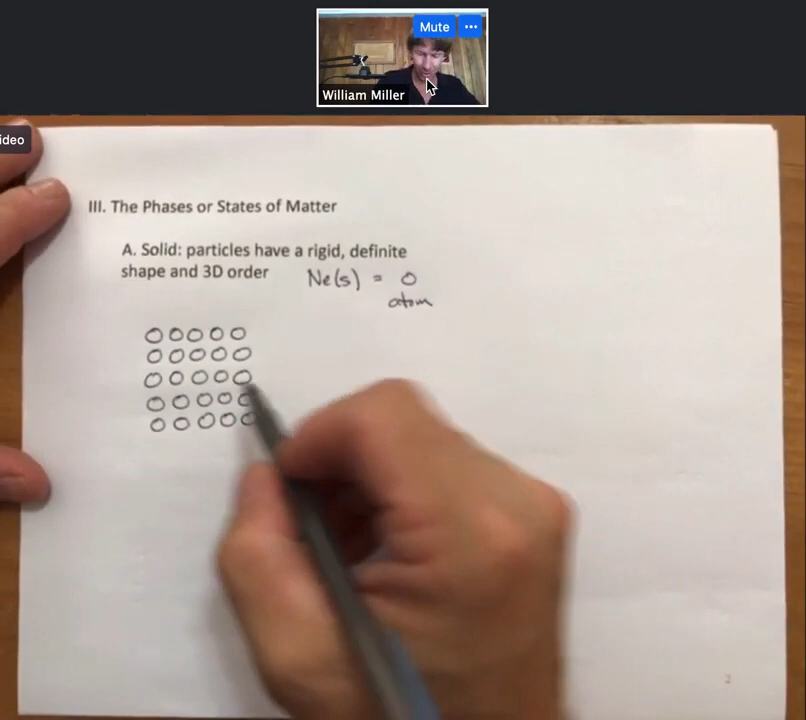 Mute
William Miller
ideo
III. The Phases or States of Matter
A. Solid: particles have a rigid, definite
shape and 3D order
Ne(s) = O
atom
2